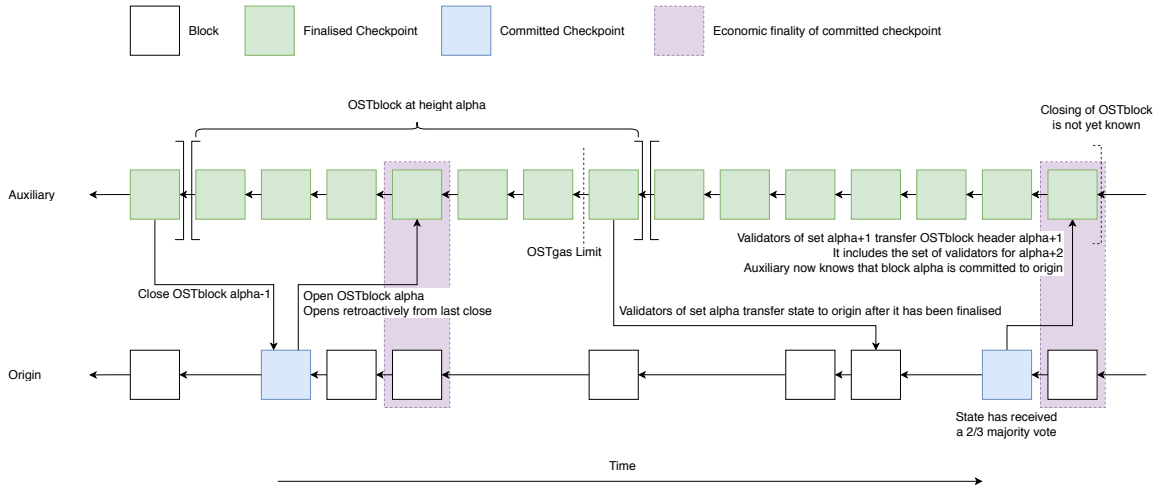 Block
Finalised Checkpoint
Committed Checkpoint
Economic finality of committed checkpoint
OSTblock at height alpha
Closing of OSTblock
is not yet known
Auxiliary
OSTgas Limit
Validators of set alpha+1 transfer OSTblock header alpha+1
It includes the set of validators for alpha+2
Auxiliary now knows that block alpha is committed to origin
Close OSTblock alpha-1
Open OSTblock alpha
Opens retroactively from last close
Validators of set alpha transfer state to origin after it has been finalised
Origin
State has received
a 2/3 majority vote
Time